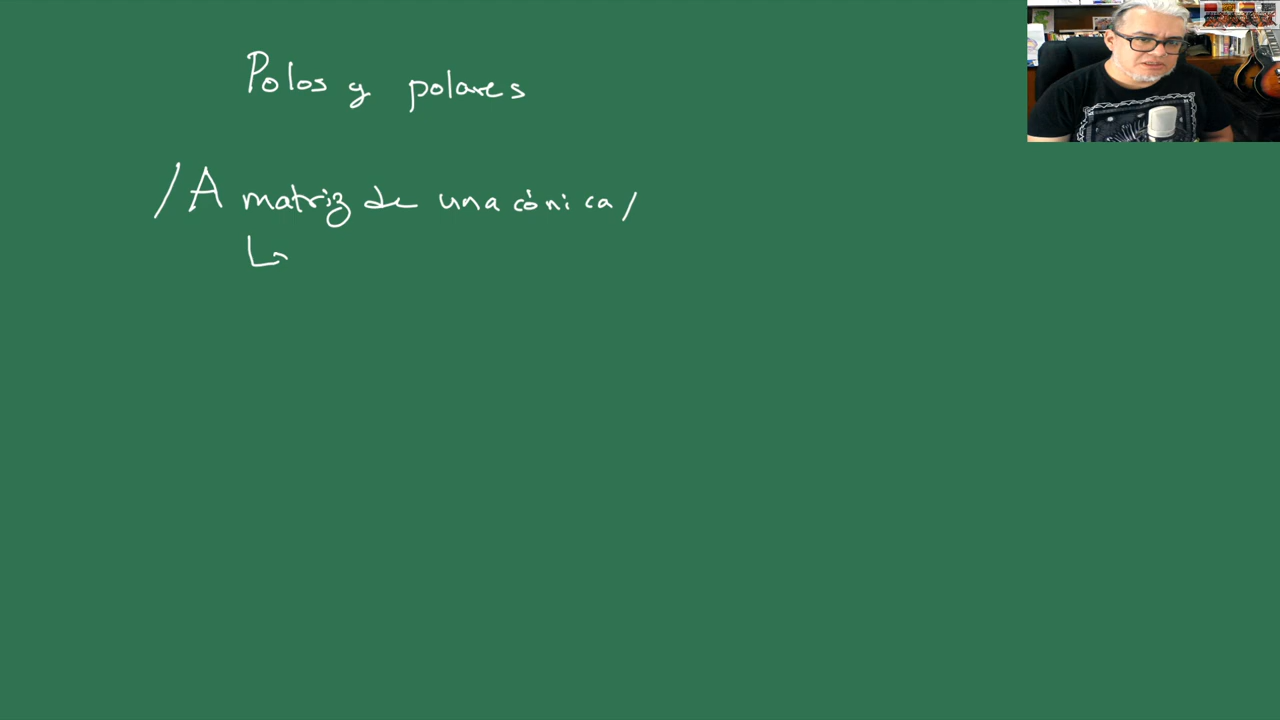 Polos y polares
/A matriz de una cónica/